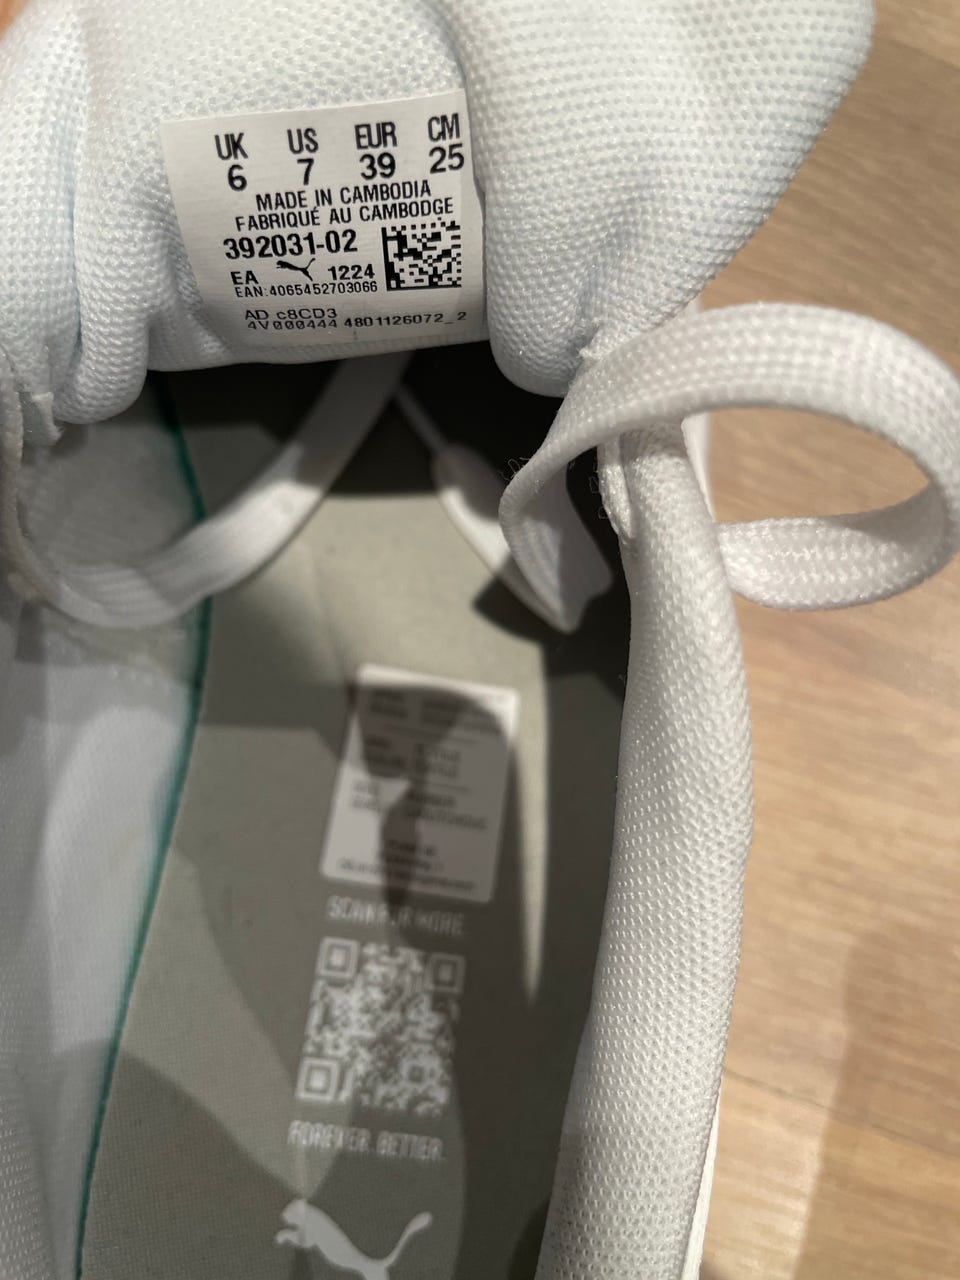 UK US EUR CM
6 7 39 25
MADE IN CAMBODIA
FABRIQUÉ AU CAMBODGE
392031-02
EA 1224
EAN:4065452703066
AD c8CD3
4V000444 4801126072_2
SCAN FOR MORE.
FOREVER. BETTER.